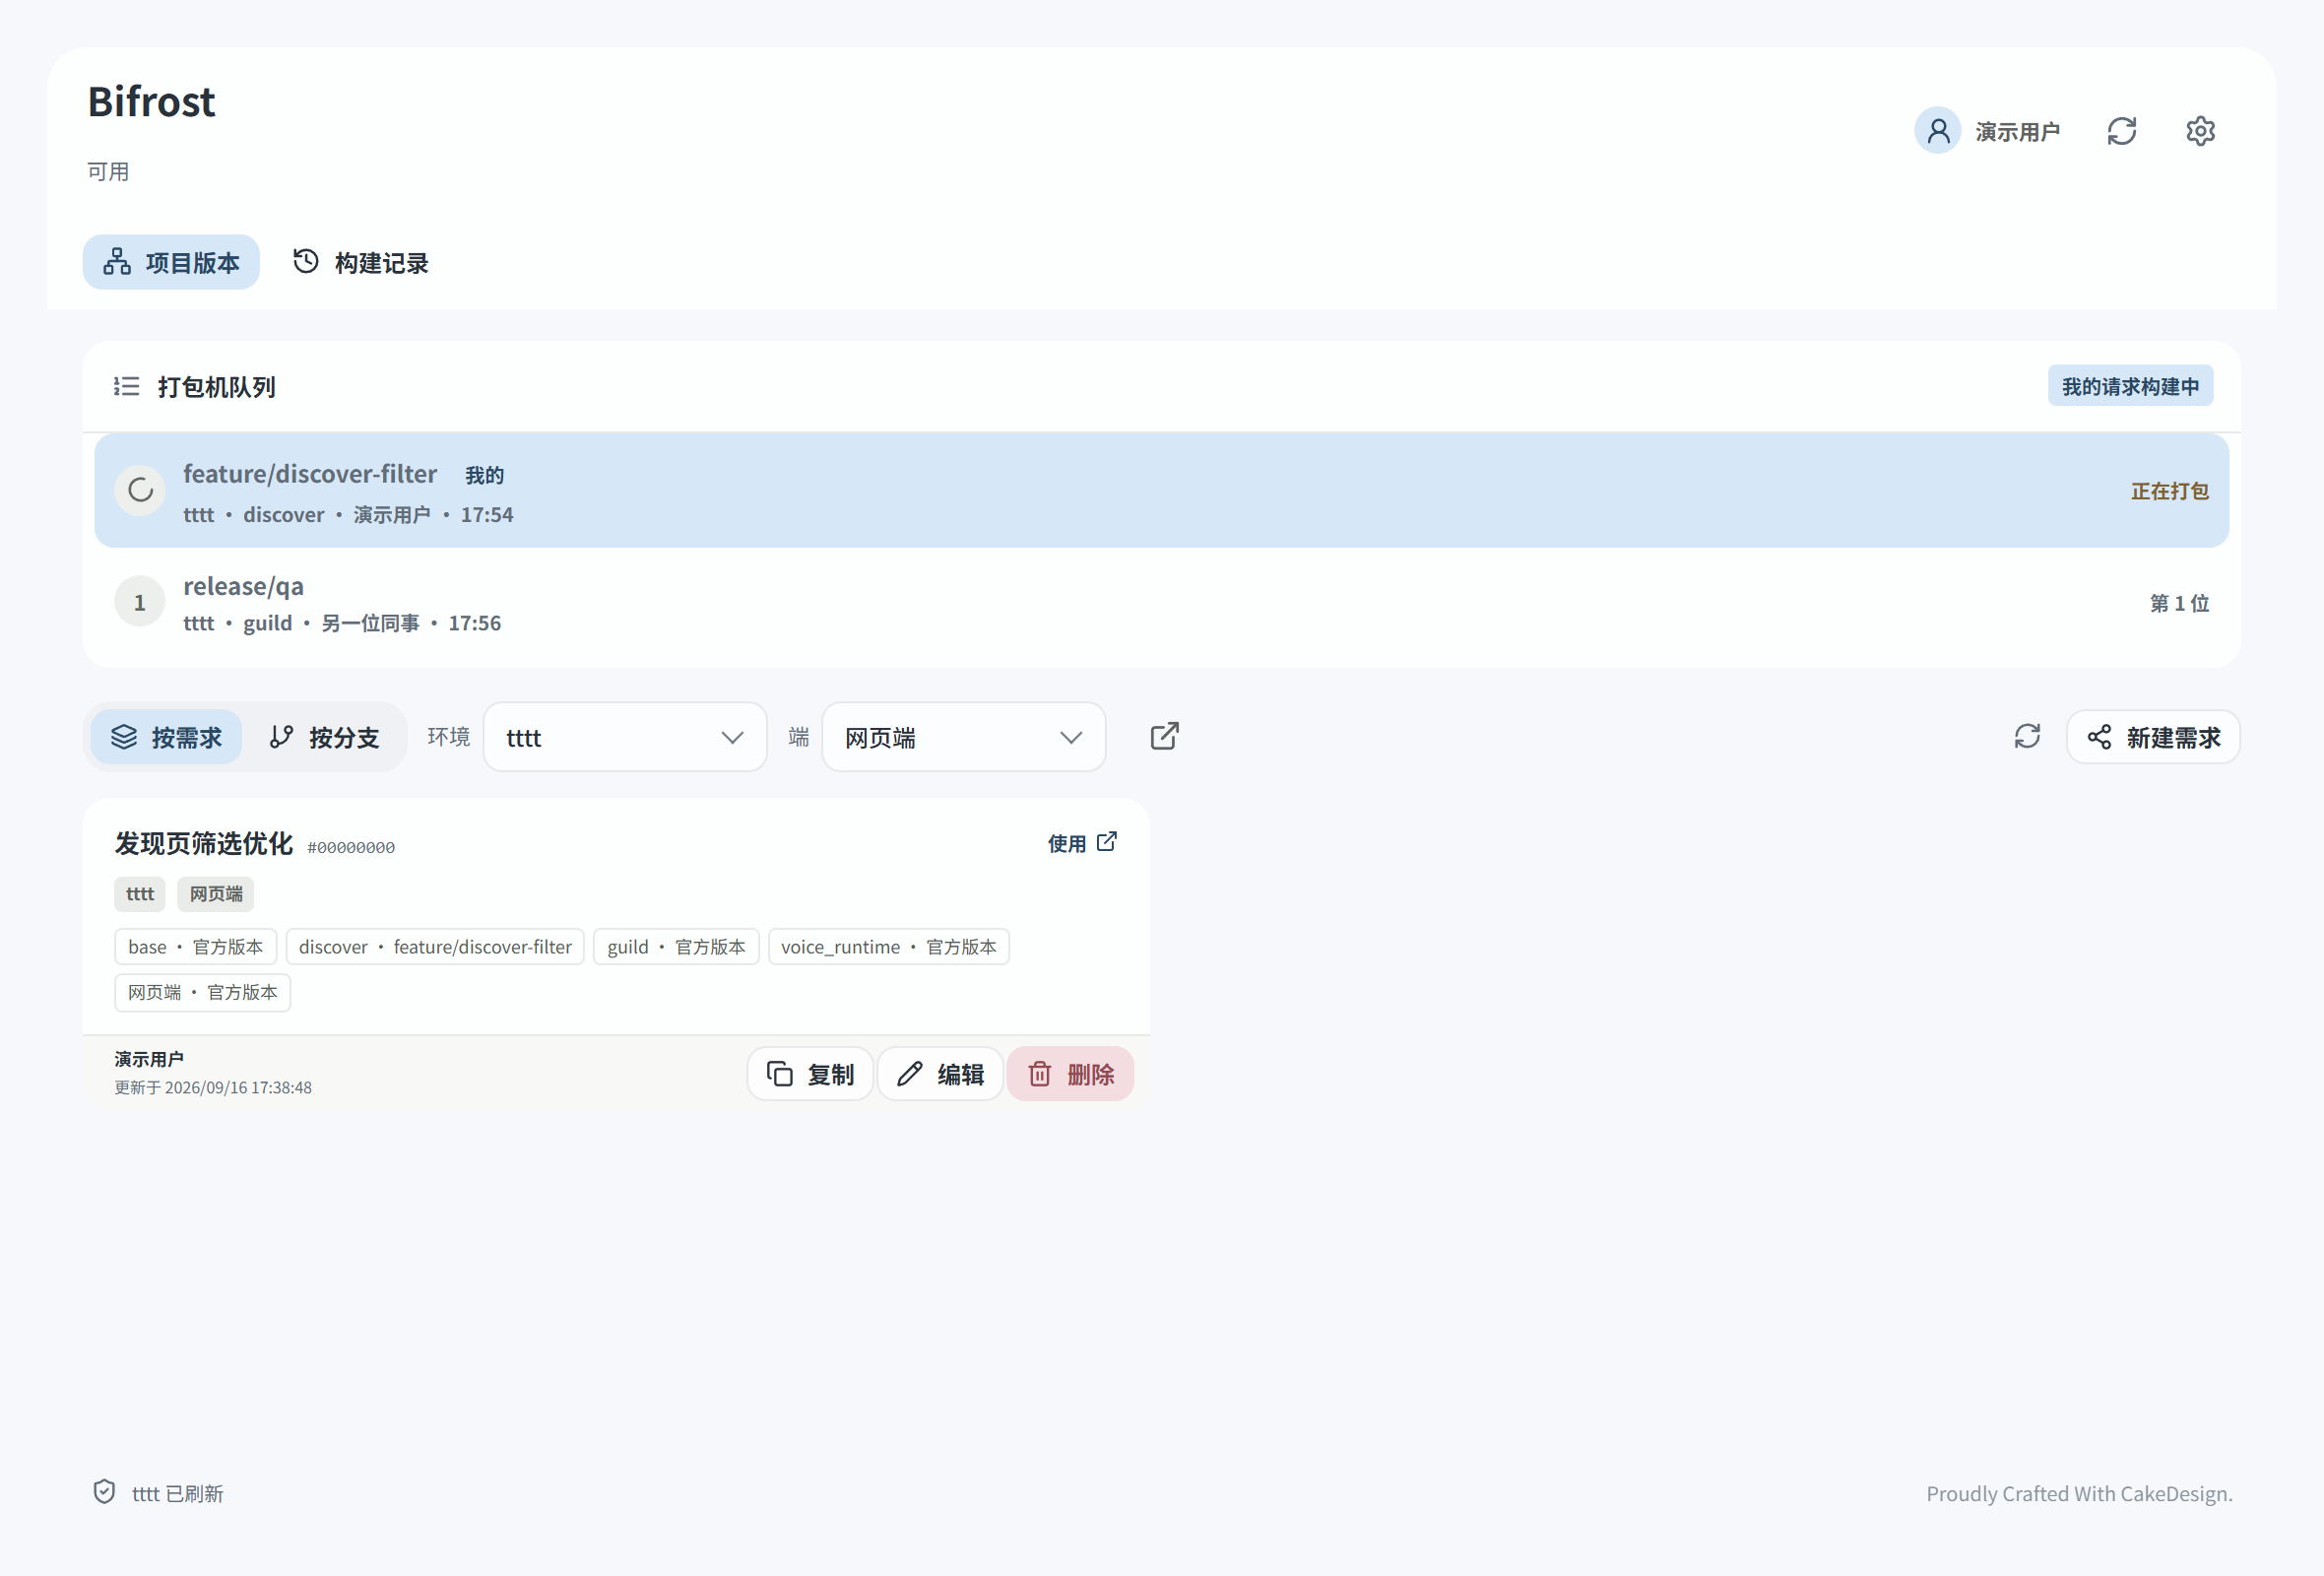 Bifrost
可用
演示用户
项目版本 构建记录
打包机队列
我的请求构建中
feature/discover-filter 我的
tttt • discover • 演示用户 • 17:54
正在打包
1
release/qa
tttt • guild • 另一位同事 • 17:56
第 1 位
按需求 按分支 环境 tttt 端 网页端
新建需求
发现页筛选优化 #00000000
使用
tttt 网页端
base • 官方版本 discover • feature/discover-filter guild • 官方版本 voice_runtime • 官方版本
网页端 • 官方版本
演示用户
更新于 2026/09/16 17:38:48
复制 编辑 删除
tttt 已刷新
Proudly Crafted With CakeDesign.